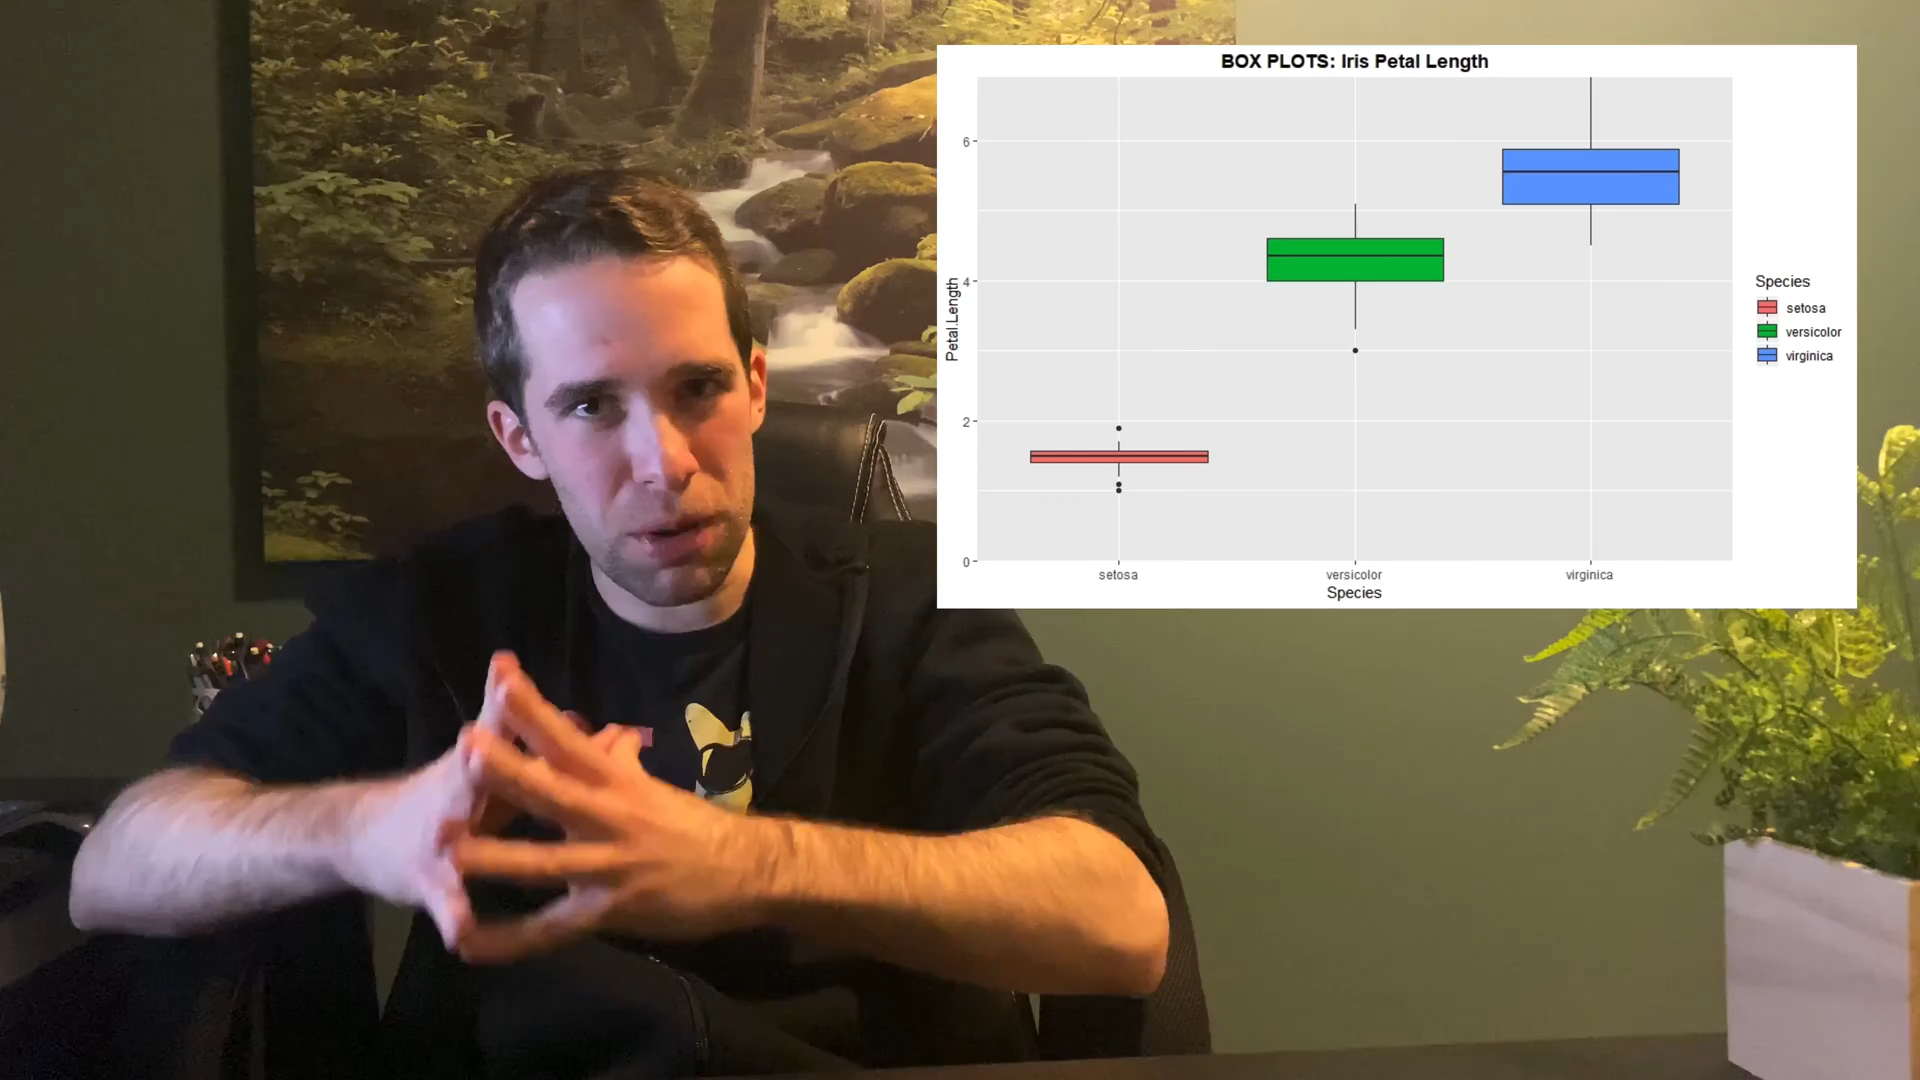 BOX PLOTS: Iris Petal Length
6
4
2
0
Petal.Length
setosa
versicolor
virginica
Species
Species
setosa
versicolor
virginica